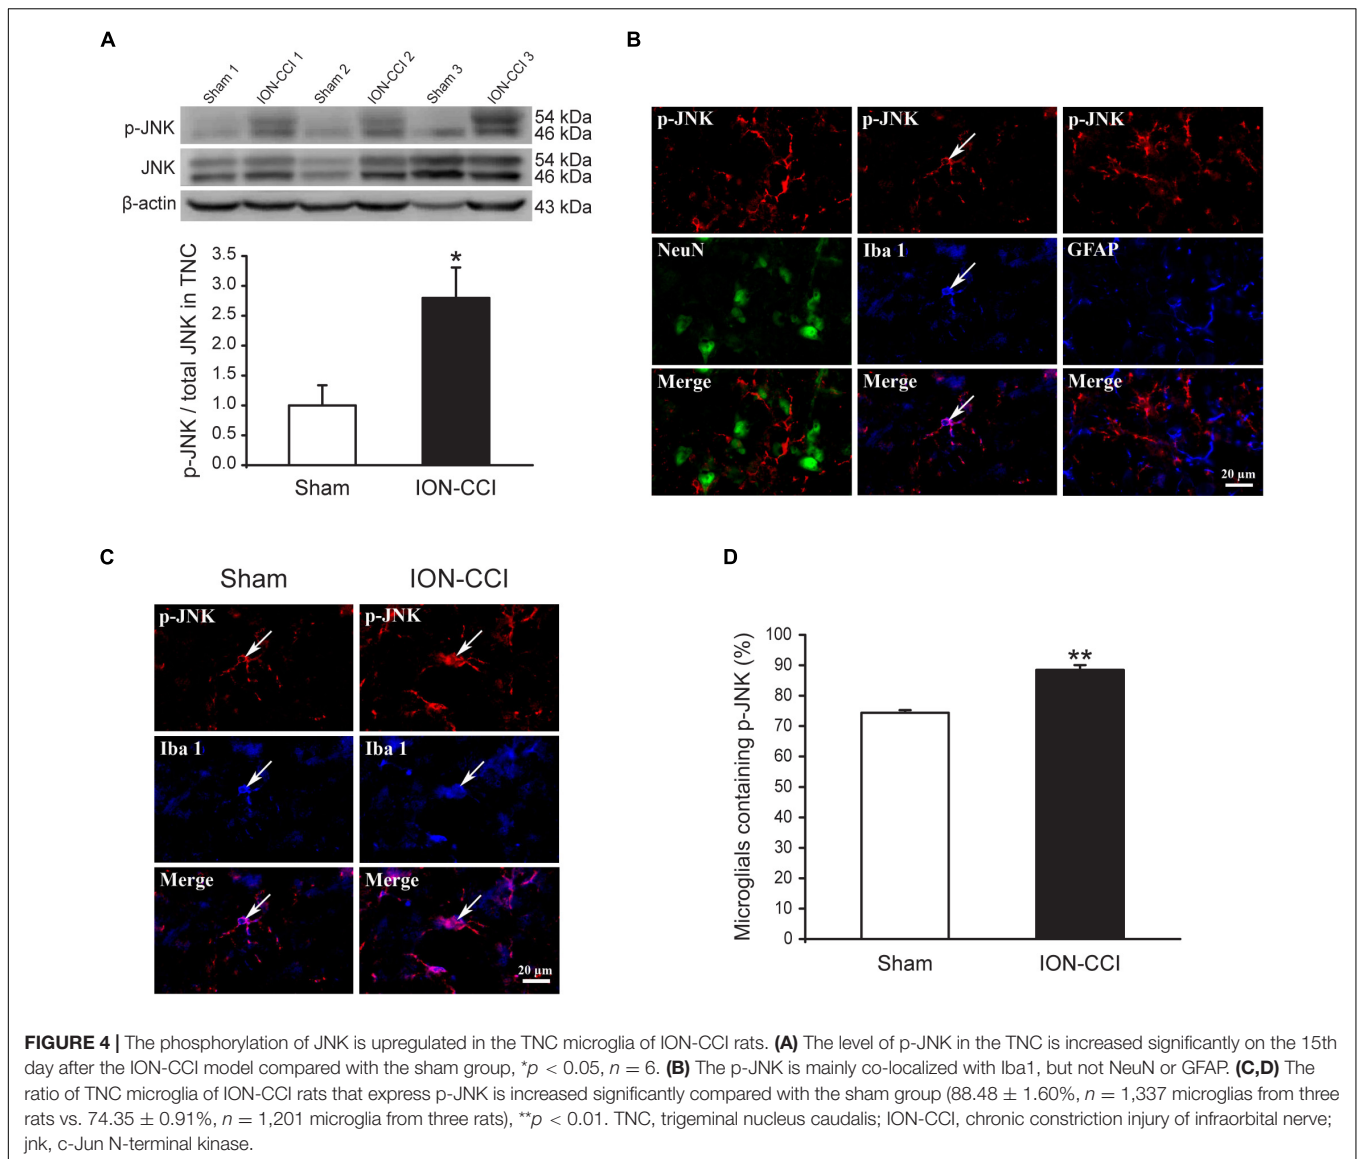 A
Sham 1
ION-CCI 1
Sham 2
ION-CCI 2
Sham 3
ION-CCI 3
p-JNK
54 kDa
46 kDa
JNK
54 kDa
46 kDa
β-actin
43 kDa
p-JNK / total JNK in TNC
3.5
3.0
2.5
2.0
1.5
1.0
0.5
0.0
*
Sham
ION-CCI
B
p-JNK
p-JNK
p-JNK
NeuN
Iba 1
GFAP
Merge
Merge
Merge
20 µm
C
Sham
ION-CCI
p-JNK
p-JNK
Iba 1
Iba 1
Merge
Merge
20 µm
D
Microglials containing p-JNK (%)
100
90
80
70
60
50
40
30
20
10
0
**
Sham
ION-CCI
FIGURE 4 | The phosphorylation of JNK is upregulated in the TNC microglia of ION-CCI rats. (A) The level of p-JNK in the TNC is increased significantly on the 15th
day after the ION-CCI model compared with the sham group, *p < 0.05, n = 6. (B) The p-JNK is mainly co-localized with Iba1, but not NeuN or GFAP. (C,D) The
ratio of TNC microglia of ION-CCI rats that express p-JNK is increased significantly compared with the sham group (88.48 ± 1.60%, n = 1,337 microglias from three
rats vs. 74.35 ± 0.91%, n = 1,201 microglia from three rats), **p < 0.01. TNC, trigeminal nucleus caudalis; ION-CCI, chronic constriction injury of infraorbital nerve;
jnk, c-Jun N-terminal kinase.